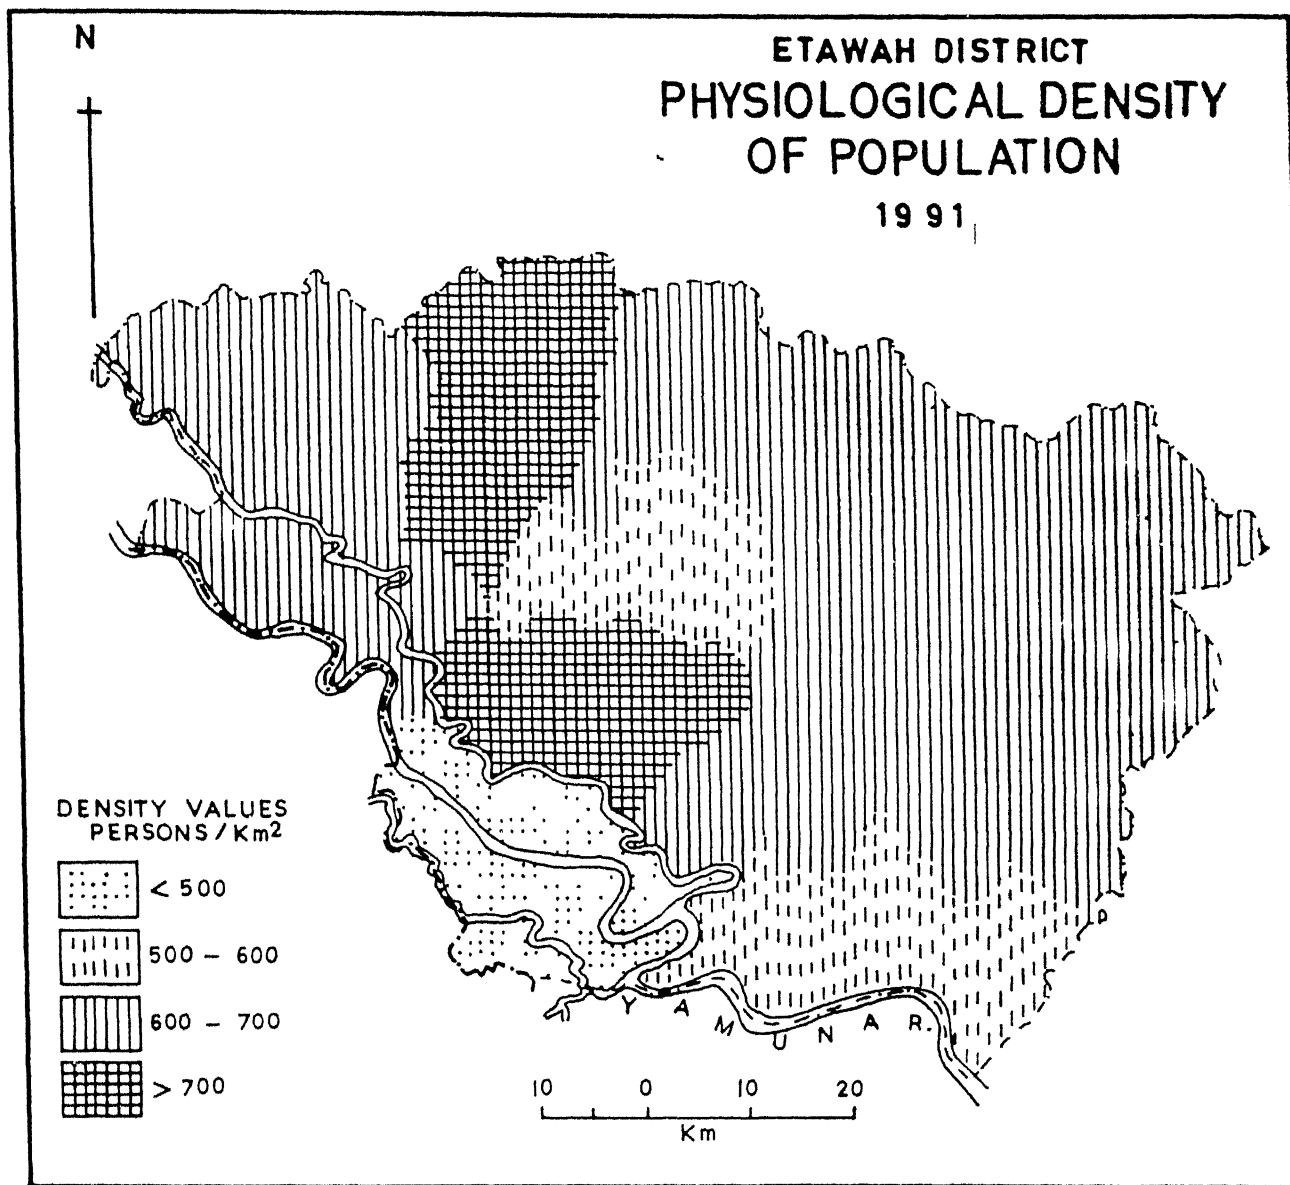 N
ETAWAH DISTRICT
PHYSIOLOGICAL DENSITY
OF POPULATION
1991
DENSITY VALUES
PERSONS / Km²
< 500
500 – 600
600 – 700
> 700
YAMUNA R.
10 0 10 20
Km